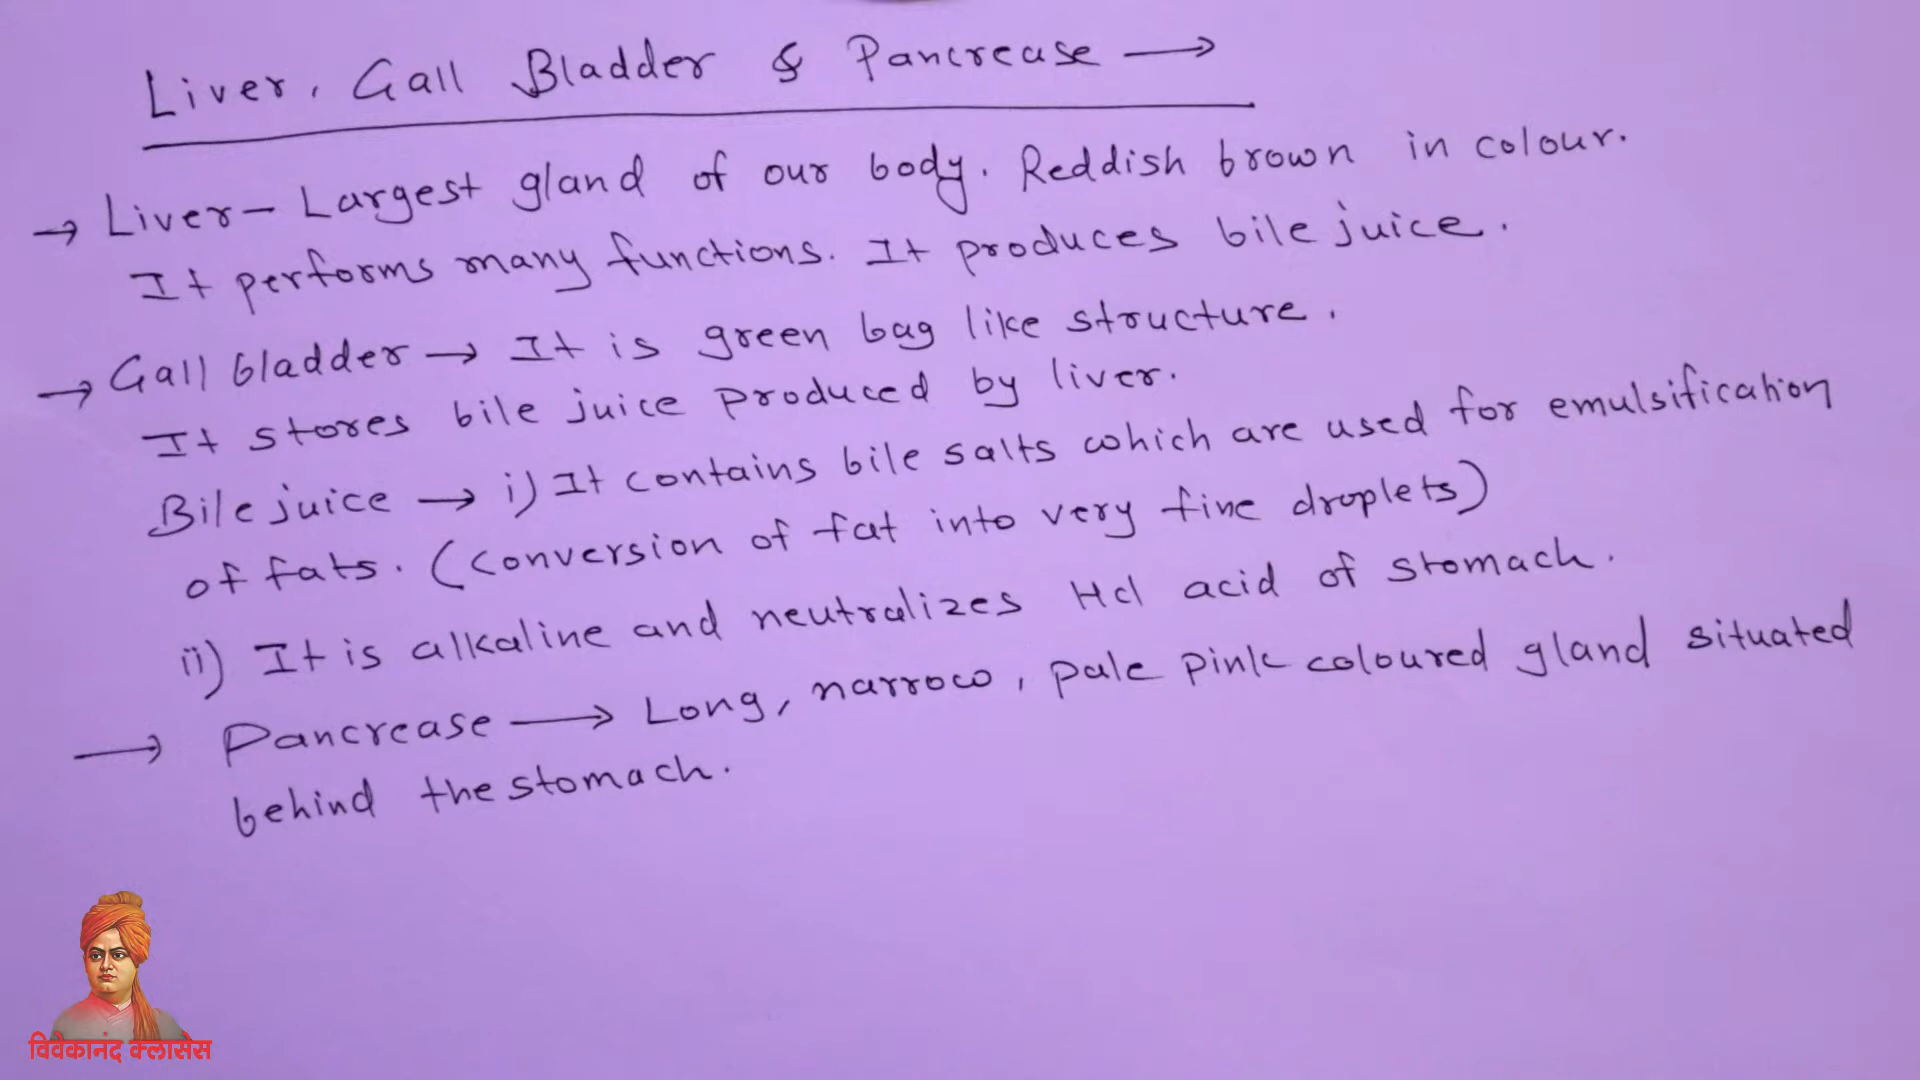 Liver, Gall Bladder & Pancrease →
→ Liver - Largest gland of our body. Reddish brown in colour.
It performs many functions. It produces bile juice.
→ Gall bladder → It is green bag like structure.
It stores bile juice produced by liver.
Bile juice → i) It contains bile salts which are used for emulsification
of fats. (conversion of fat into very fine droplets)
ii) It is alkaline and neutralizes Hcl acid of stomach.
→ Pancrease → Long, narrow, pale pink coloured gland situated
behind the stomach.
विवेकानंद क्लासेस